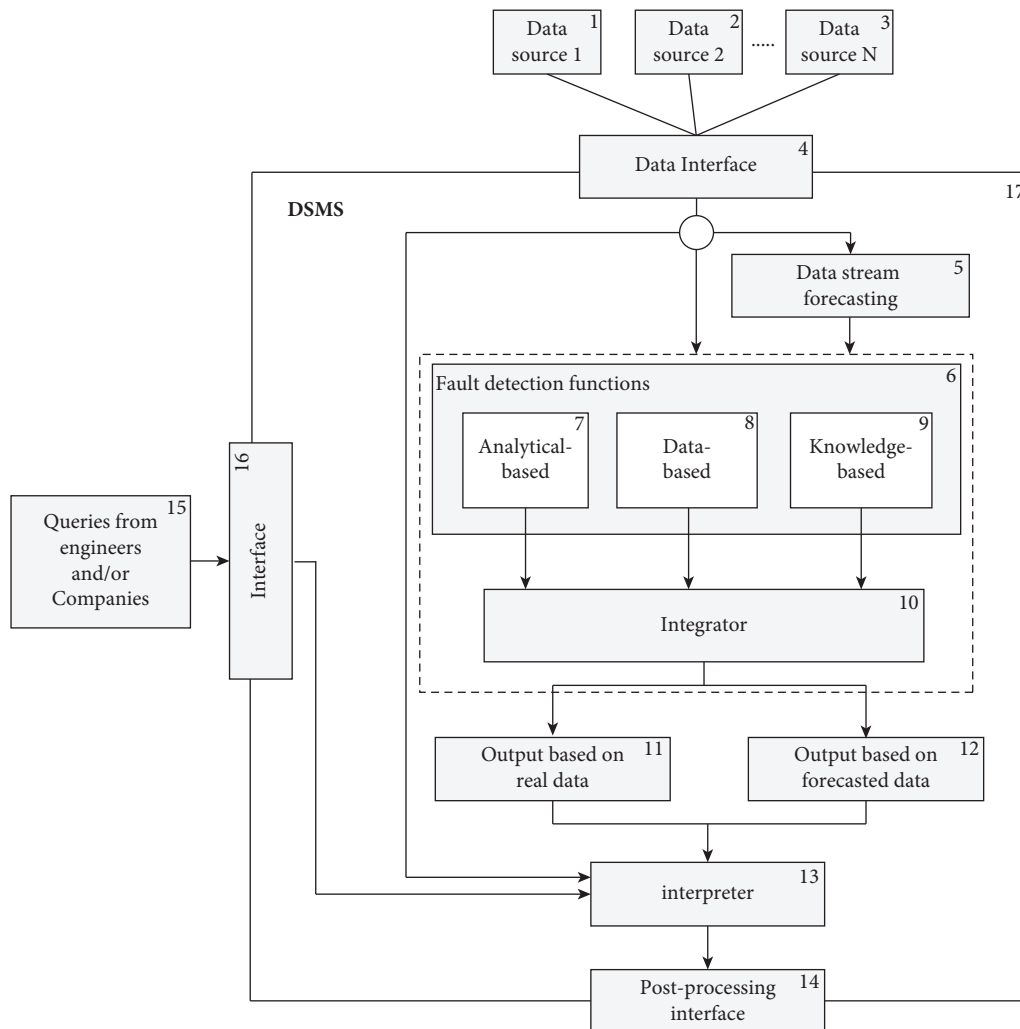 1
Data
source 1
2
Data
source 2
.....
3
Data
source N
4
Data Interface
17
DSMS
5
Data stream
forecasting
6
Fault detection functions
7
Analytical-
based
8
Data-
based
9
Knowledge-
based
16
Interface
15
Queries from
engineers
and/or
Companies
10
Integrator
11
Output based on
real data
12
Output based on
forecasted data
13
interpreter
14
Post-processing
interface